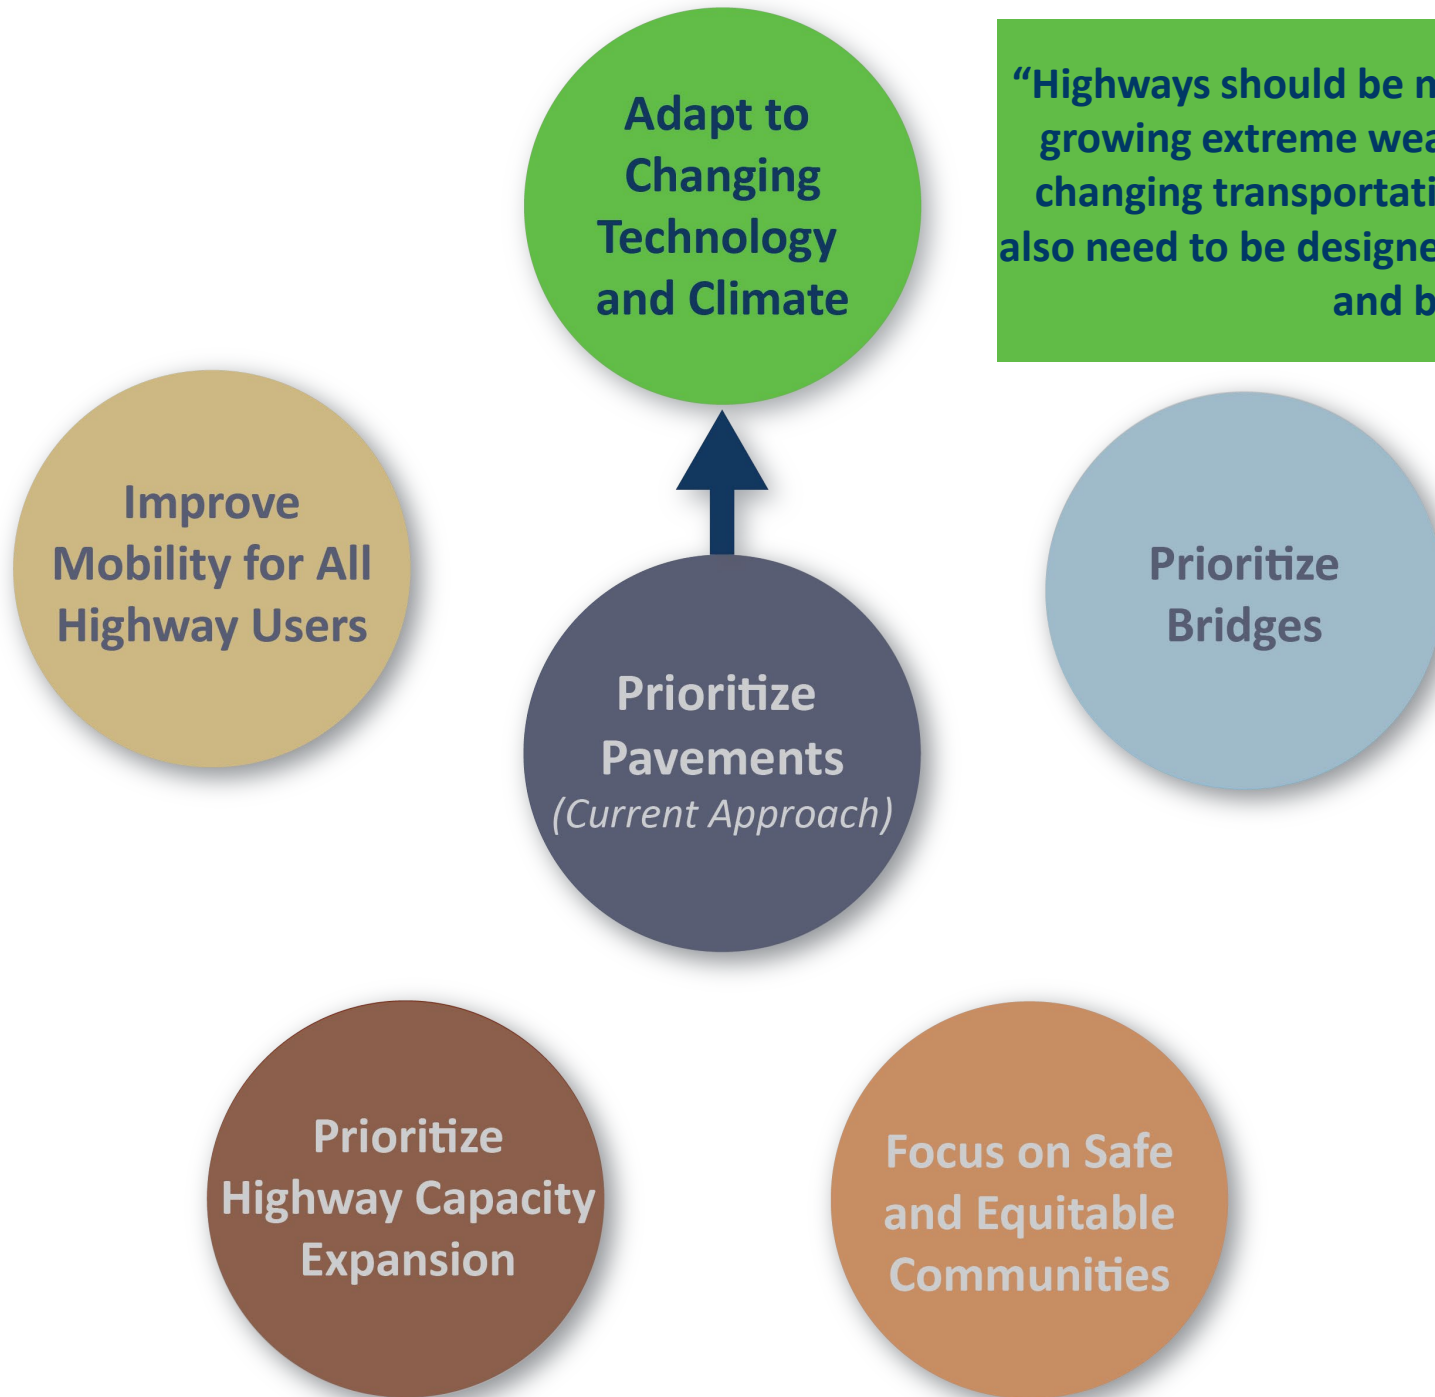 Adapt to
Changing
Technology
and Climate
“Highways should be
growing extreme
changing
also need to be
and
Improve
Mobility for All
Highway Users
Prioritize
Bridges
Prioritize
Pavements
(Current Approach)
Prioritize
Highway Capacity
Expansion
Focus on Safe
and Equitable
Communities